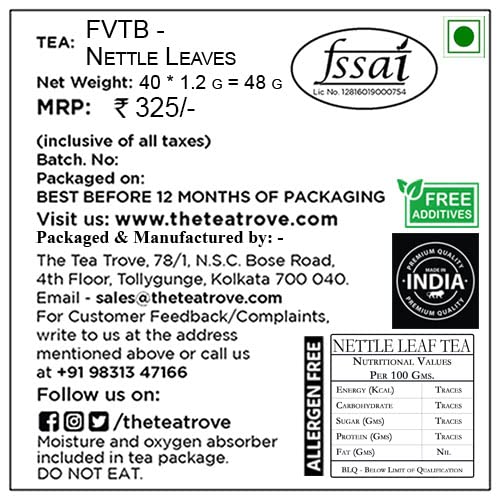 TEA: FVTB -
NETTLE LEAVES
Net Weight: 40 * 1.2 G = 48 G
MRP: ₹ 325/-
fssai
Lic No. 12816019000754
(inclusive of all taxes)
Batch. No:
Packaged on:
BEST BEFORE 12 MONTHS OF PACKAGING
Visit us: www.theteatrove.com
Packaged & Manufactured by: -
The Tea Trove, 78/1, N.S.C. Bose Road,
4th Floor, Tollygunge, Kolkata 700 040.
Email - sales@theteatrove.com
For Customer Feedback/Complaints,
write to us at the address
mentioned above or call us
at +91 98313 47166
Follow us on:
/theteatrove
Moisture and oxygen absorber
included in tea package.
DO NOT EAT.
FREE
ADDITIVES
PREMIUM QUALITY
MADE IN
INDIA
PREMIUM QUALITY
ALLERGEN FREE
NETTLE LEAF TEA
NUTRITIONAL VALUES
PER 100 GMS.
ENERGY (KCAL) TRACES
CARBOHYDRATE TRACES
SUGAR (GMS) TRACES
PROTEIN (GMS) TRACES
FAT (GMS) NIL
BLQ - BELOW LIMIT OF QUALIFICATION